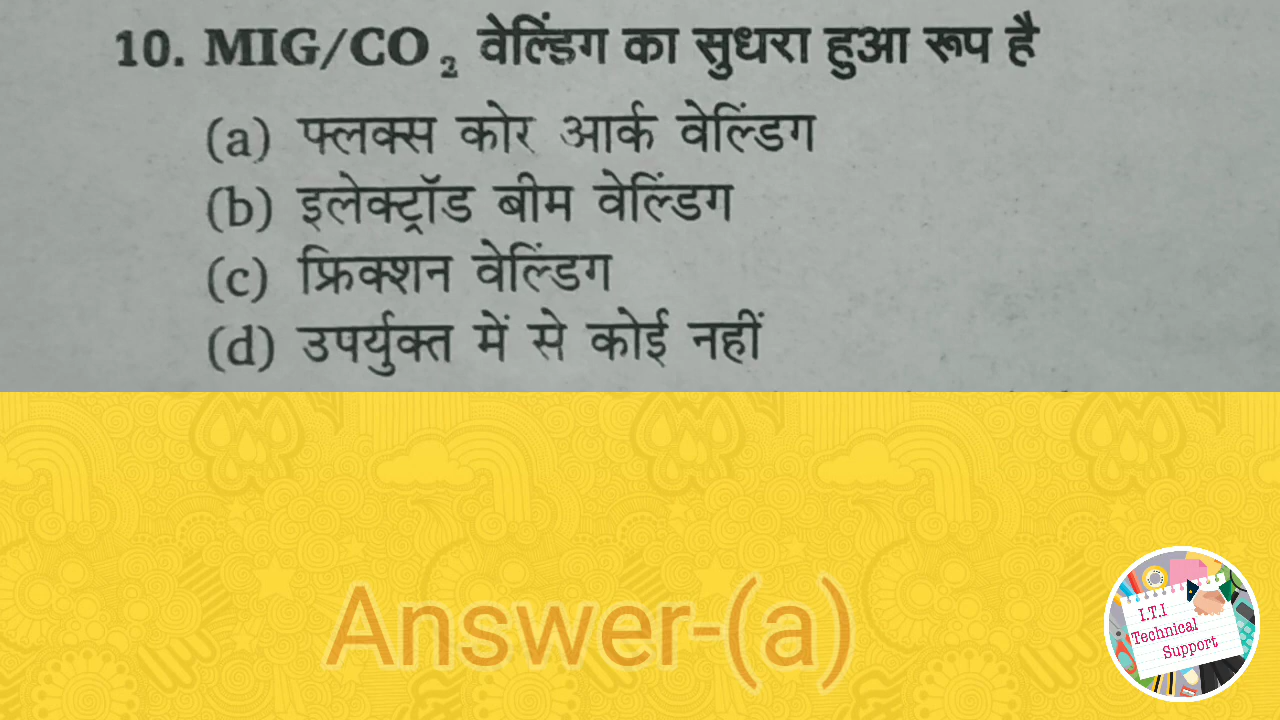 10. MIG/CO₂ वेल्डिंग का सुधरा हुआ रूप है
(a) फ्लक्स कोर आर्क वेल्डिंग
(b) इलेक्ट्रॉड बीम वेल्डिंग
(c) फ्रिक्शन वेल्डिंग
(d) उपर्युक्त में से कोई नहीं
Answer-(a)
I.T.I
Technical
Support